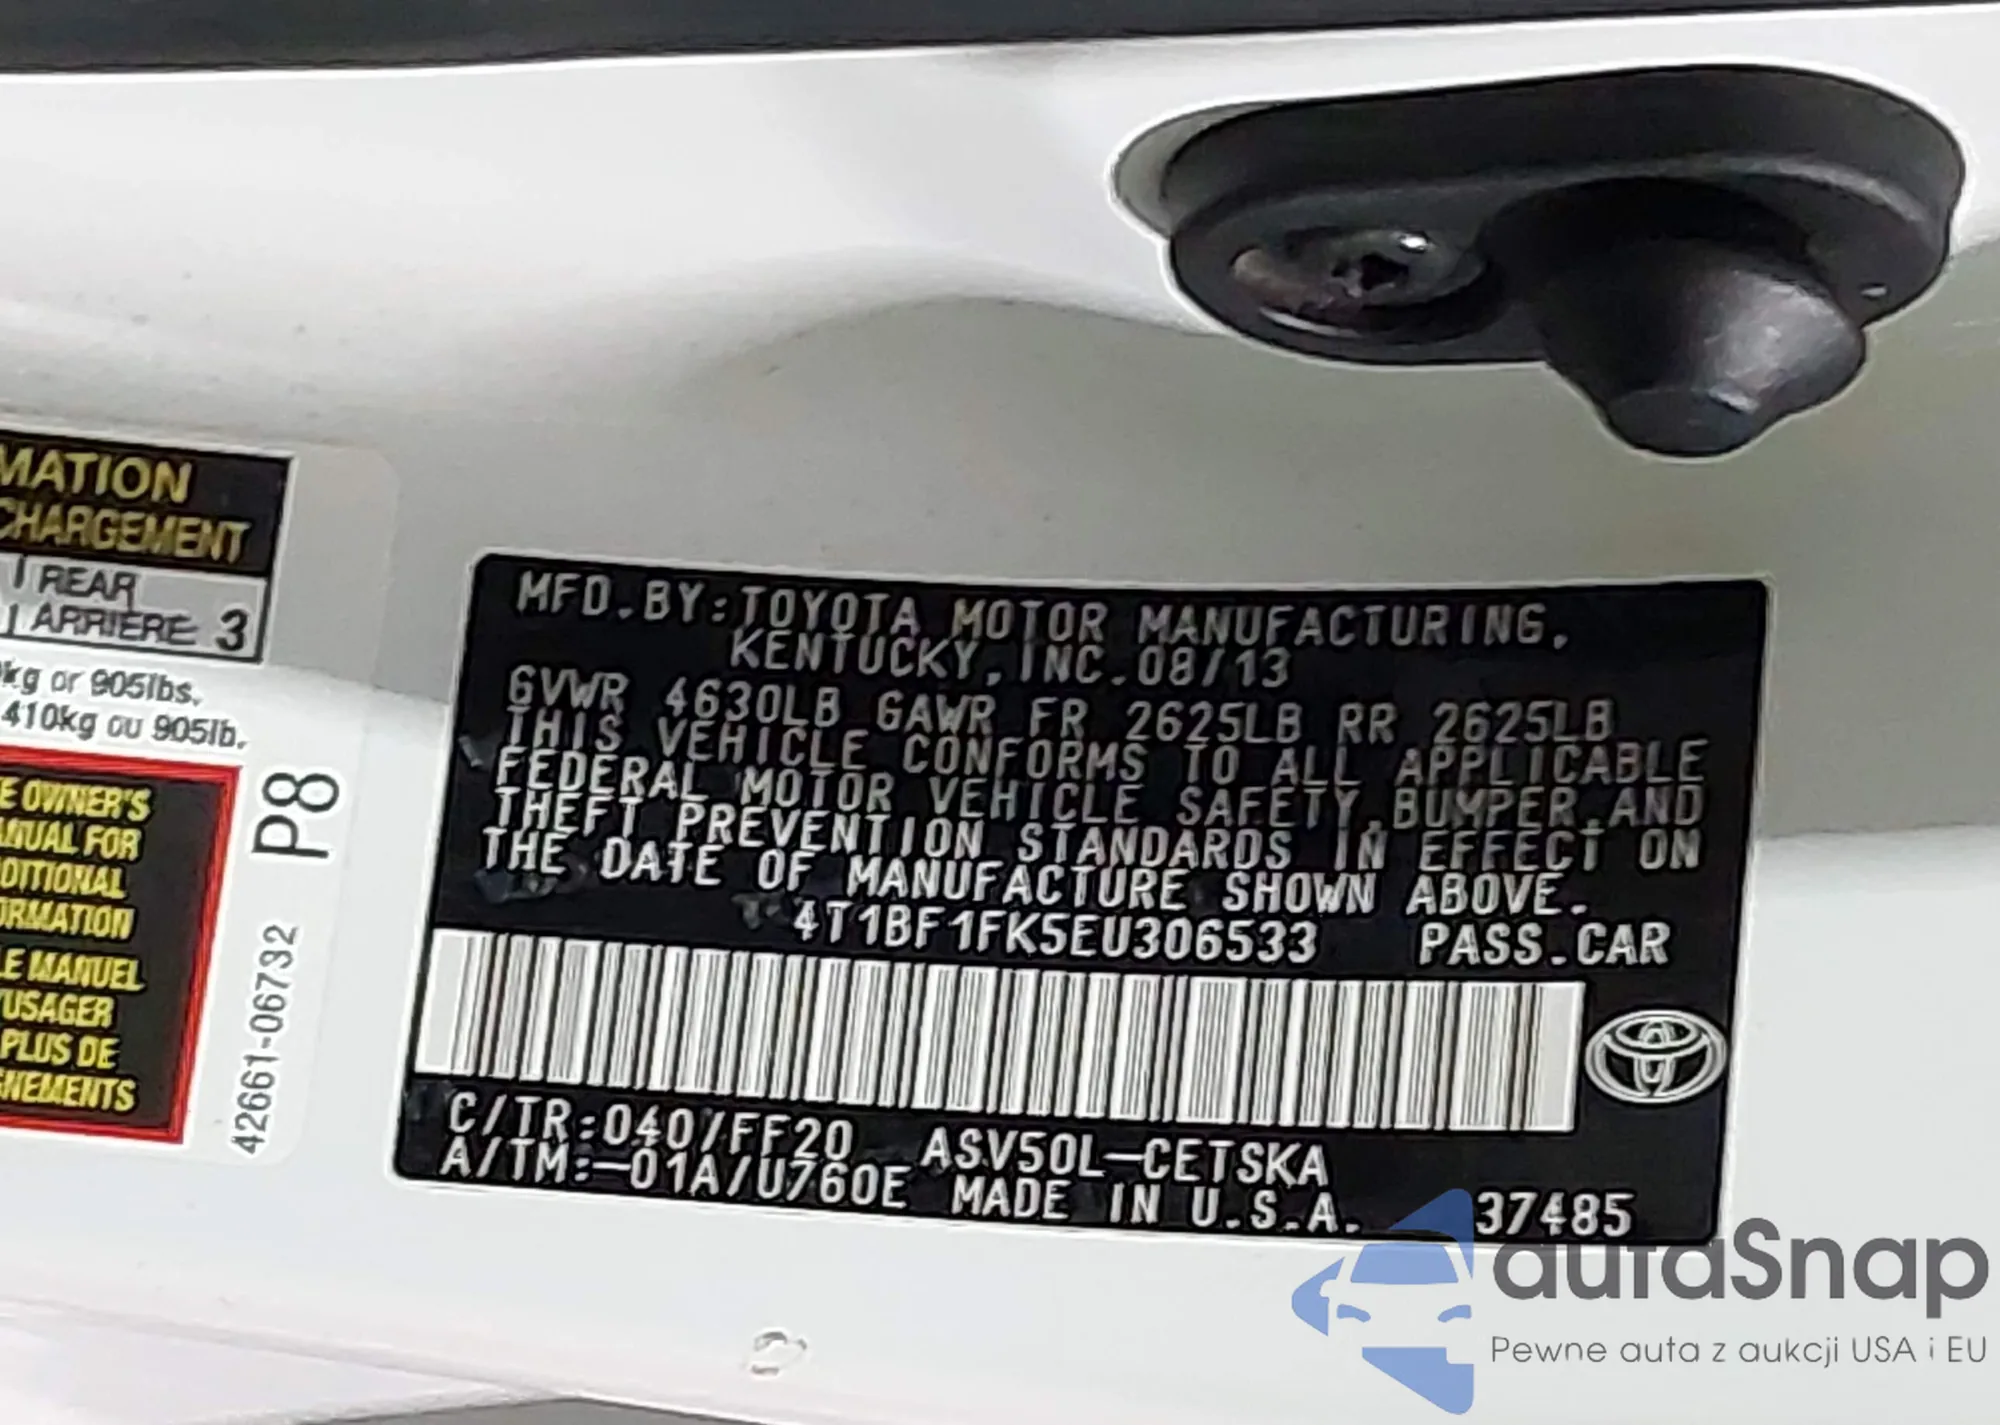 MATION
CHARGEMENT
REAR
ARRIÈRE 3
kg or 905lbs.
410kg ou 905lb.
E OWNER'S
ANUAL FOR
DITIONAL
ORMATION
LE MANUEL
'USAGER
PLUS DE
GNEMENTS
P8
42661-06732
MFD.BY:TOYOTA MOTOR MANUFACTURING,
KENTUCKY,INC.08/13
GVWR 4630LB GAWR FR 2625LB RR 2625LB
THIS VEHICLE CONFORMS TO ALL APPLICABLE
FEDERAL MOTOR VEHICLE SAFETY,BUMPER,AND
THEFT PREVENTION STANDARDS IN EFFECT ON
THE DATE OF MANUFACTURE SHOWN ABOVE.
4T1BF1FK5EU306533 PASS.CAR
C/TR:040/FF20 ASV50L-CETSKA
A/TM:-01A/U760E MADE IN U.S.A. 37485
autaSnap
Pewne auta z aukcji USA i EU